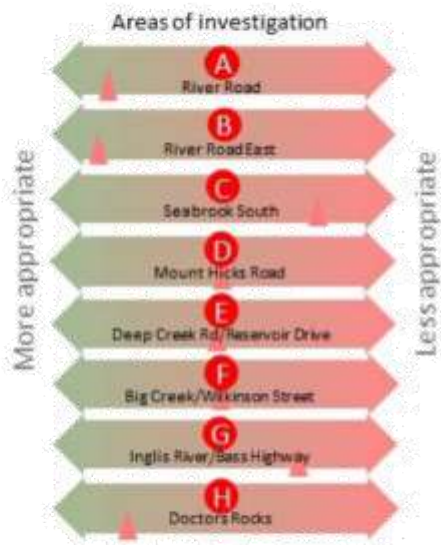 Areas of investigation
More appropriate
Less appropriate
A
River Road
B
River Road East
C
Seabrook South
D
Mount Hicks Road
E
Deep Creek Rd/Reservoir Drive
F
Big Creek/Wilkinson Street
G
Inglis River/Bass Highway
H
Doctors Rocks